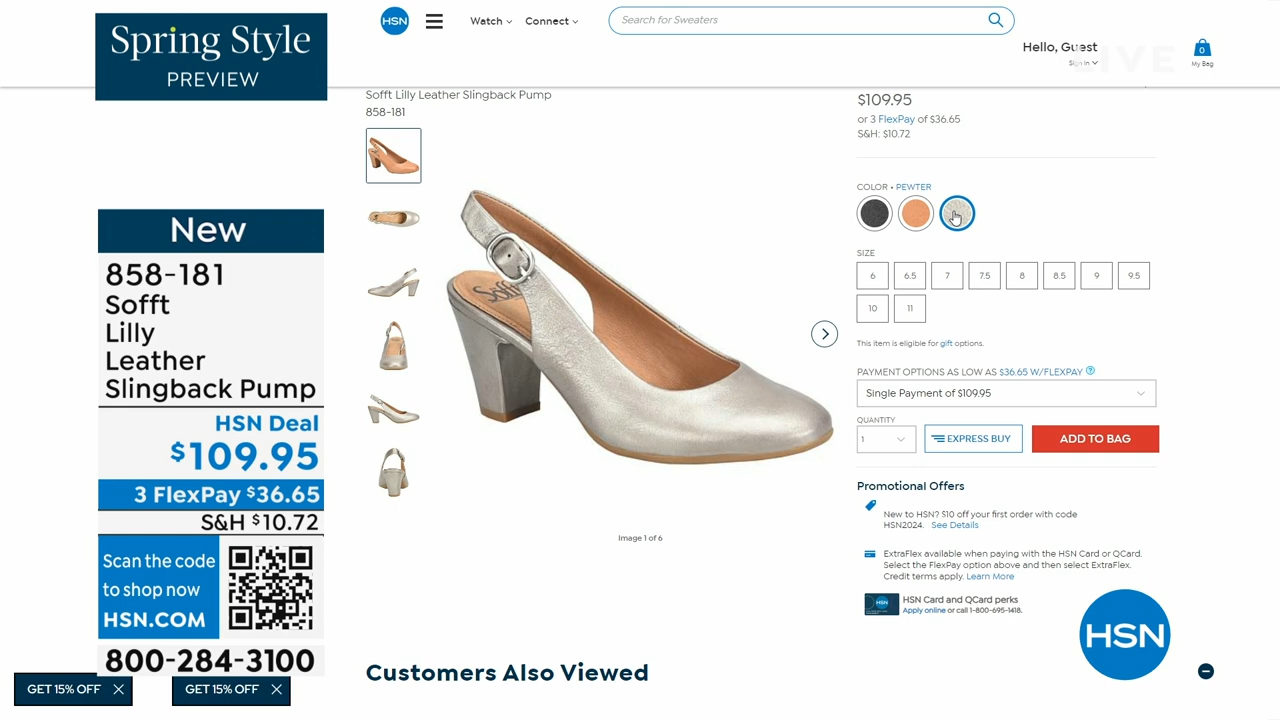 Spring Style
PREVIEW
HSN
Watch
Connect
Search for Sweaters
Hello, Guest
Sign In
LIVE
0
My Bag
Sofft Lilly Leather Slingback Pump
858-181
$109.95
or 3 FlexPay of $36.65
S&H: $10.72
COLOR • PEWTER
SIZE
6 6.5 7 7.5 8 8.5 9 9.5
10 11
This item is eligible for gift options.
PAYMENT OPTIONS AS LOW AS $36.65 W/FLEXPAY ?
Single Payment of $109.95
QUANTITY
1
EXPRESS BUY
ADD TO BAG
Promotional Offers
New to HSN? $10 off your first order with code
HSN2024. See Details
ExtraFlex available when paying with the HSN Card or QCard.
Select the FlexPay option above and then select ExtraFlex.
Credit terms apply. Learn More
HSN
HSN Card and QCard perks
Apply online or call 1-800-695-1418.
Sofft
Image 1 of 6
New
858-181
Sofft
Lilly
Leather
Slingback Pump
HSN Deal
$109.95
3 FlexPay $36.65
S&H $10.72
Scan the code
to shop now
HSN.COM
800-284-3100
GET 15% OFF
GET 15% OFF
Customers Also Viewed
HSN